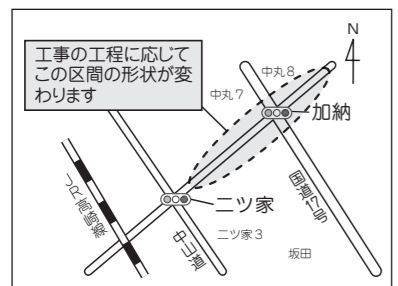 N
工事の工程に応じて
この区間の形状が変
わります
中丸8
中丸7
加納
二ツ家
JR高崎線
中山道
国道17号
二ツ家3
坂田